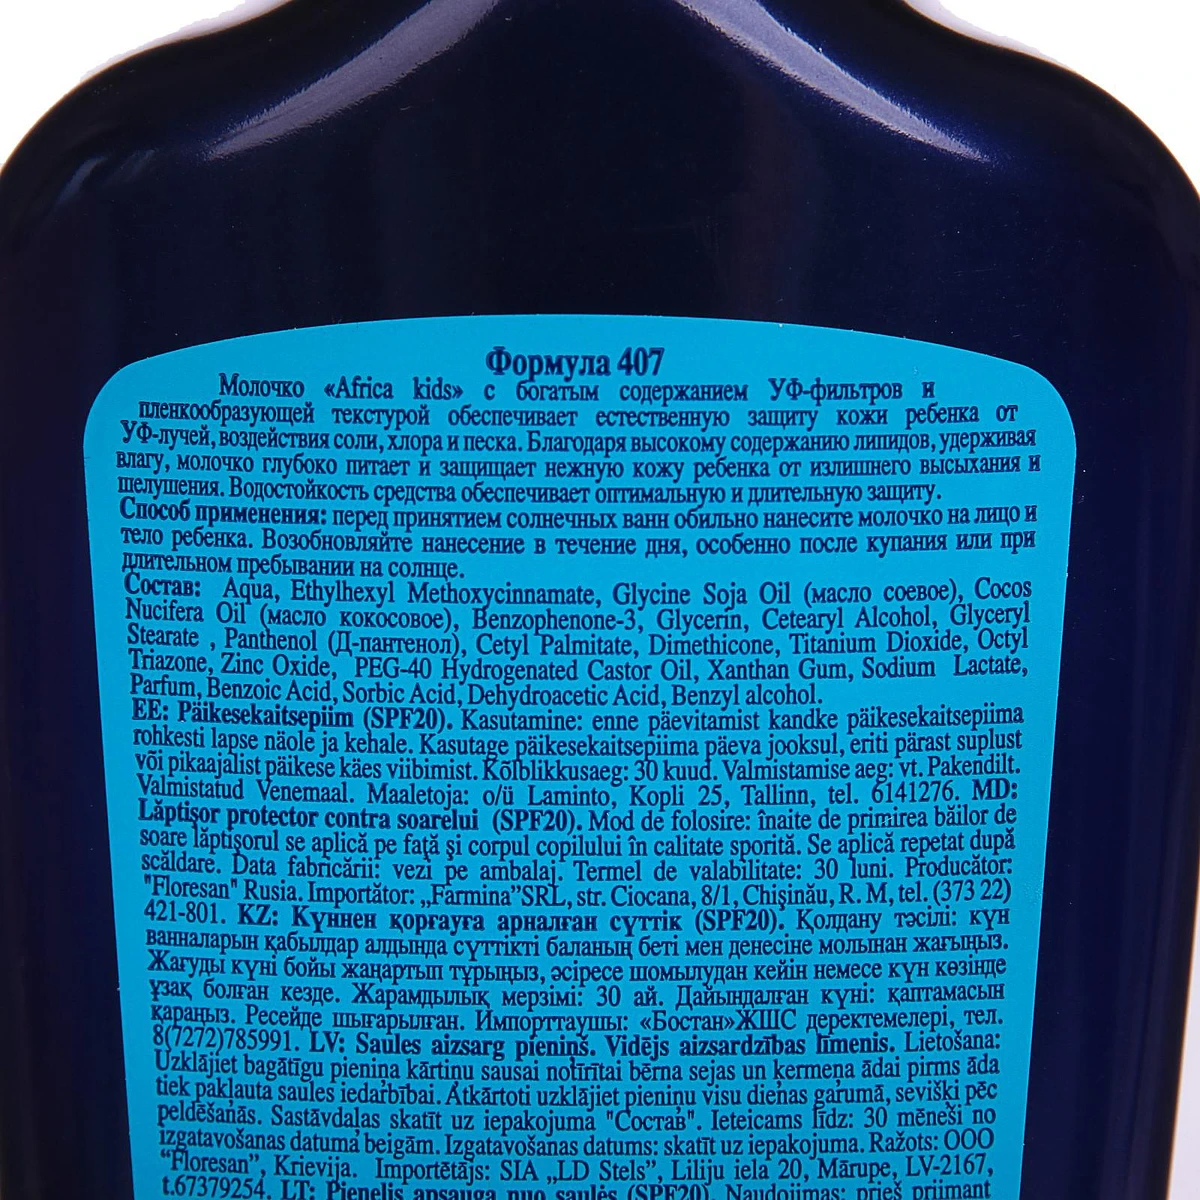 Формула 407
Молочко «Africa kids» с богатым содержанием УФ-фильтров и
пленкообразующей текстурой обеспечивает естественную защиту кожи ребенка от
УФ-лучей, воздействия соли, хлора и песка. Благодаря высокому содержанию липидов, удерживая
влагу, молочко глубоко питает и защищает нежную кожу ребенка от излишнего высыхания и
шелушения. Водостойкость средства обеспечивает оптимальную и длительную защиту.
Способ применения: перед принятием солнечных ванн обильно нанесите молочко на лицо и
тело ребенка. Возобновляйте нанесение в течение дня, особенно после купания или при
длительном пребывании на солнце.
Состав: Aqua, Ethylhexyl Methoxycinnamate, Glycine Soja Oil (масло соевое), Cocos
Nucifera Oil (масло кокосовое), Benzophenone-3, Glycerin, Cetearyl Alcohol, Glyceryl
Stearate , Panthenol (Д-пантенол), Cetyl Palmitate, Dimethicone, Titanium Dioxide, Octyl
Triazone, Zinc Oxide, PEG-40 Hydrogenated Castor Oil, Xanthan Gum, Sodium Lactate,
Parfum, Benzoic Acid, Sorbic Acid, Dehydroacetic Acid, Benzyl alcohol.
EE: Päikesekaitsepiim (SPF20). Kasutamine: enne päevitamist kandke päikesekaitsepiima
rohkesti lapse näole ja kehale. Kasutage päikesekaitsepiima päeva jooksul, eriti pärast suplust
või pikaajalist päikese käes viibimist. Kõlblikkusaeg: 30 kuud. Valmistamise aeg: vt. Pakendilt.
Valmistatud Venemaal. Maaletoja: o/ü Laminto, Kopli 25, Tallinn, tel. 6141276. MD:
Lăptişor protector contra soarelui (SPF20). Mod de folosire: înaite de primirea băilor de
soare lăptişorul se aplică pe faţă şi corpul copilului în calitate sporită. Se aplică repetat după
scăldare. Data fabricării: vezi pe ambalaj. Termel de valabilitate: 30 luni. Producător:
"Floresan" Rusia. Importător: „Farmina”SRL, str. Ciocana, 8/1, Chişinău, R. M, tel. (373 22)
421-801. KZ: Күннен қорғауға арналған сүттік (SPF20). Қолдану тәсілі: күн
ванналарын қабылдар алдында сүттікті баланың беті мен денесіне молынан жағыңыз.
Жағуды күні бойы жаңартып тұрыңыз, әсіресе шомылудан кейін немесе күн көзінде
ұзақ болған кезде. Жарамдылық мерзімі: 30 ай. Дайындалған күні: қаптамасын
қараңыз. Ресейде шығарылған. Импорттаушы: «Бостан»ЖШС деректемелері, тел.
8(7272)785991. LV: Saules aizsarg pieniņš. Vidējs aizsardzības līmenis. Lietošana:
Uzklājiet bagātīgu pieniņa kārtiņu sausai notīrītai bērna sejas un ķermeņa ādai pirms āda
tiek pakļauta saules iedarbībai. Atkārtoti uzklājiet pieniņu visu dienas garumā, sevišķi pēc
peldēšanās. Sastāvdaļas skatīt uz iepakojuma "Состав". Ieteicams līdz: 30 mēneši no
izgatavošanas datuma beigām. Izgatavošanas datums: skatīt uz iepakojuma. Ražots: OOO
“Floresan”, Krievija. Importētājs: SIA „LD Stels”, Liliju iela 20, Mārupe, LV-2167,
t.67379254. LT: Pienelis apsauga nuo saulės (SPF20). Naudojimas: prieš priimant